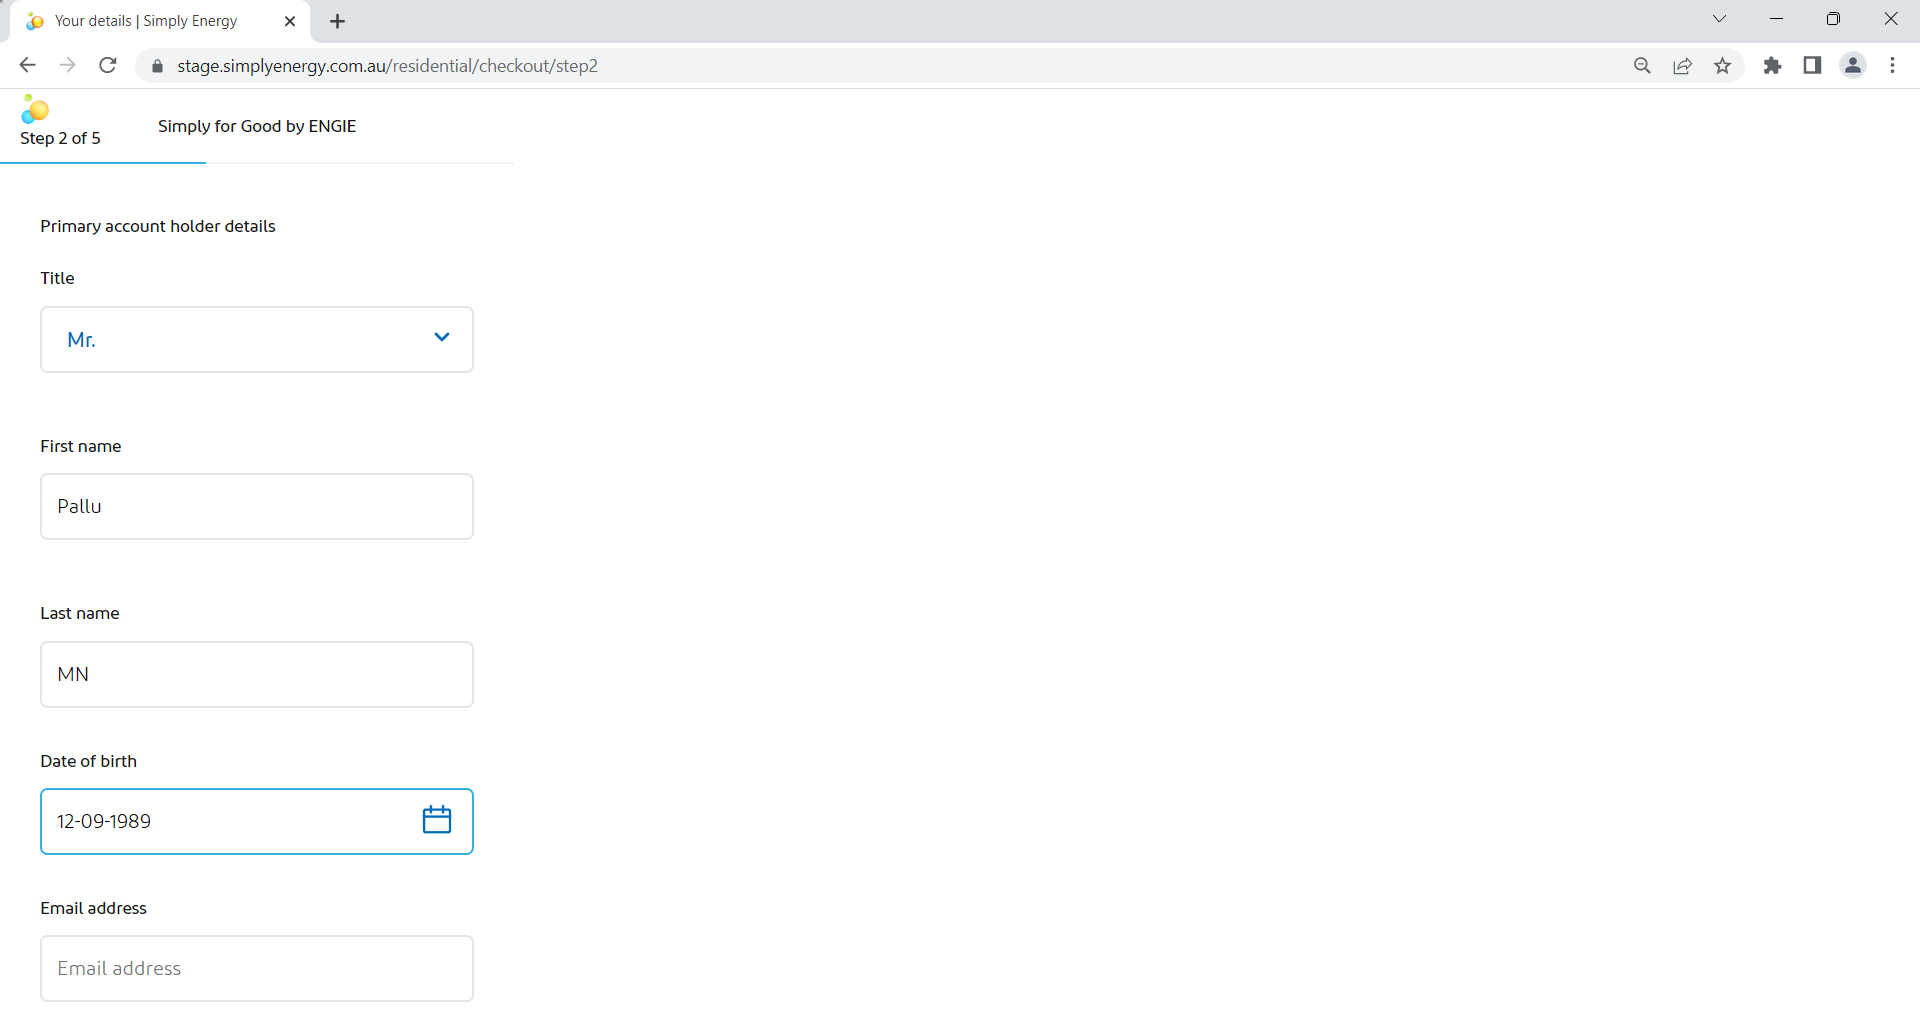 Your details | Simply Energy
stage.simplyenergy.com.au/residential/checkout/step2
Step 2 of 5
Simply for Good by ENGIE
Primary account holder details
Title
Mr.
First name
Pallu
Last name
MN
Date of birth
12-09-1989
Email address
Email address